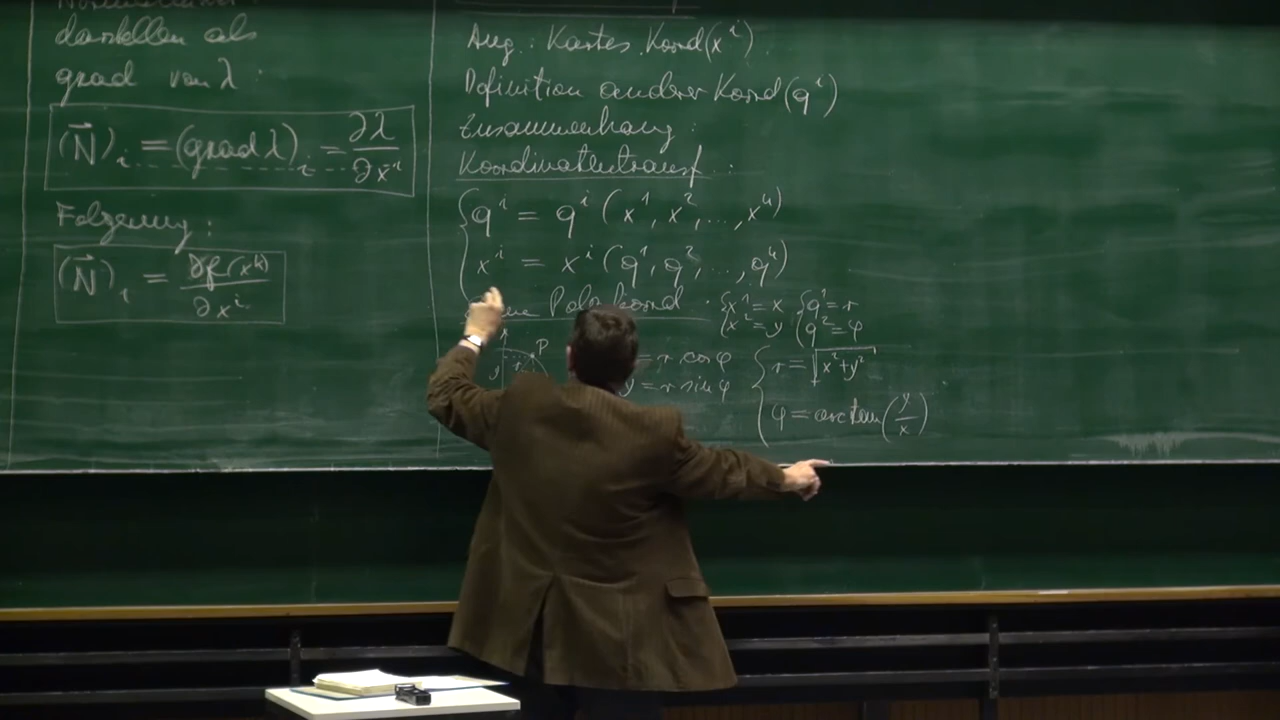 darstellen als
grad von λ :
(N⃗)ᵢ = (grad λ)ᵢ = ∂λ/∂xⁱ
Folgerung :
(N⃗)ᵢ = ∂f(xᵏ)/∂xⁱ
Ang.: Kartes. Koord (xⁱ)
Definition anderer Koord (qⁱ)
Zusammenhang :
Koordinatentransf. :
qⁱ = qⁱ (x¹, x², ..., xⁿ)
xⁱ = xⁱ (q¹, q², ..., qⁿ)
Polarkoord. : { x¹ = x { q¹ = r
x² = y q² = φ
y r P
= r cos φ
y = r sin φ
{ r = √(x²+y²)
φ = arctan (y/x)